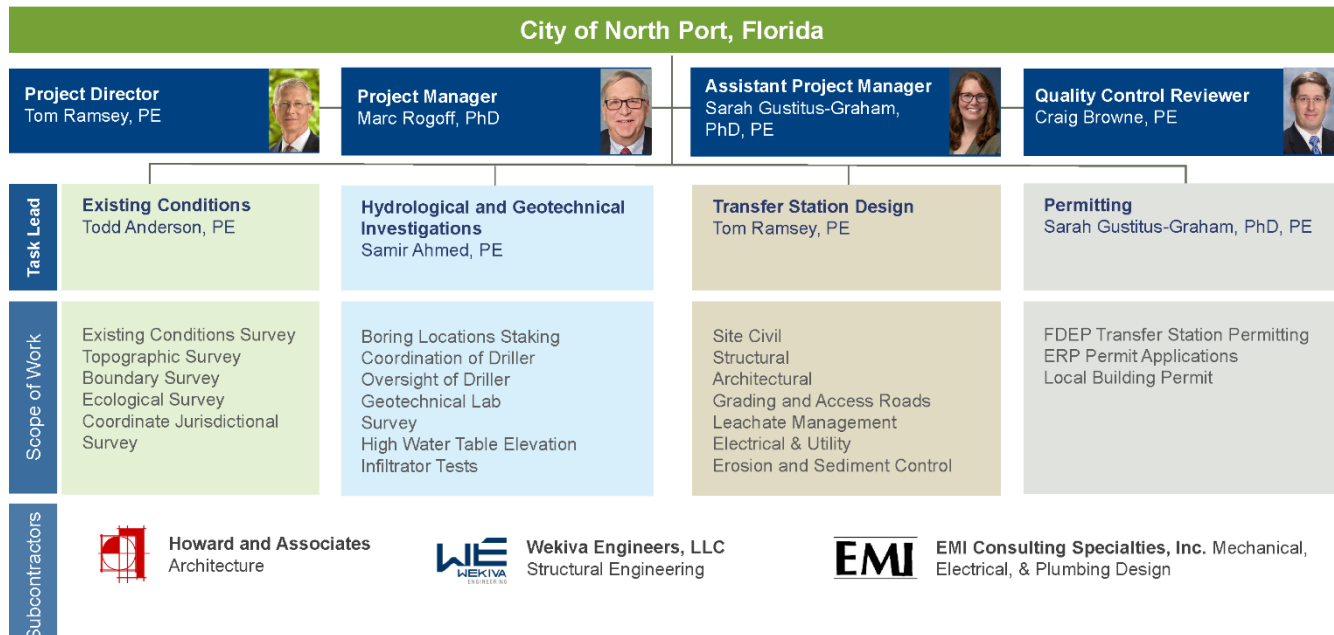 City of North Port, Florida
Project Director
Tom Ramsey, PE
Project Manager
Marc Rogoff, PhD
Assistant Project Manager
Sarah Gustitus-Graham,
PhD, PE
Quality Control Reviewer
Craig Browne, PE
Task Lead
Existing Conditions
Todd Anderson, PE
Hydrological and Geotechnical
Investigations
Samir Ahmed, PE
Transfer Station Design
Tom Ramsey, PE
Permitting
Sarah Gustitus-Graham, PhD, PE
Scope of Work
Existing Conditions Survey
Topographic Survey
Boundary Survey
Ecological Survey
Coordinate Jurisdictional
Survey
Boring Locations Staking
Coordination of Driller
Oversight of Driller
Geotechnical Lab
Survey
High Water Table Elevation
Infiltrator Tests
Site Civil
Structural
Architectural
Grading and Access Roads
Leachate Management
Electrical & Utility
Erosion and Sediment Control
FDEP Transfer Station Permitting
ERP Permit Applications
Local Building Permit
Subcontractors
Howard and Associates
Architecture
WE
WEKIVA
ENGINEERING
Wekiva Engineers, LLC
Structural Engineering
EMI
EMI Consulting Specialties, Inc. Mechanical,
Electrical, & Plumbing Design